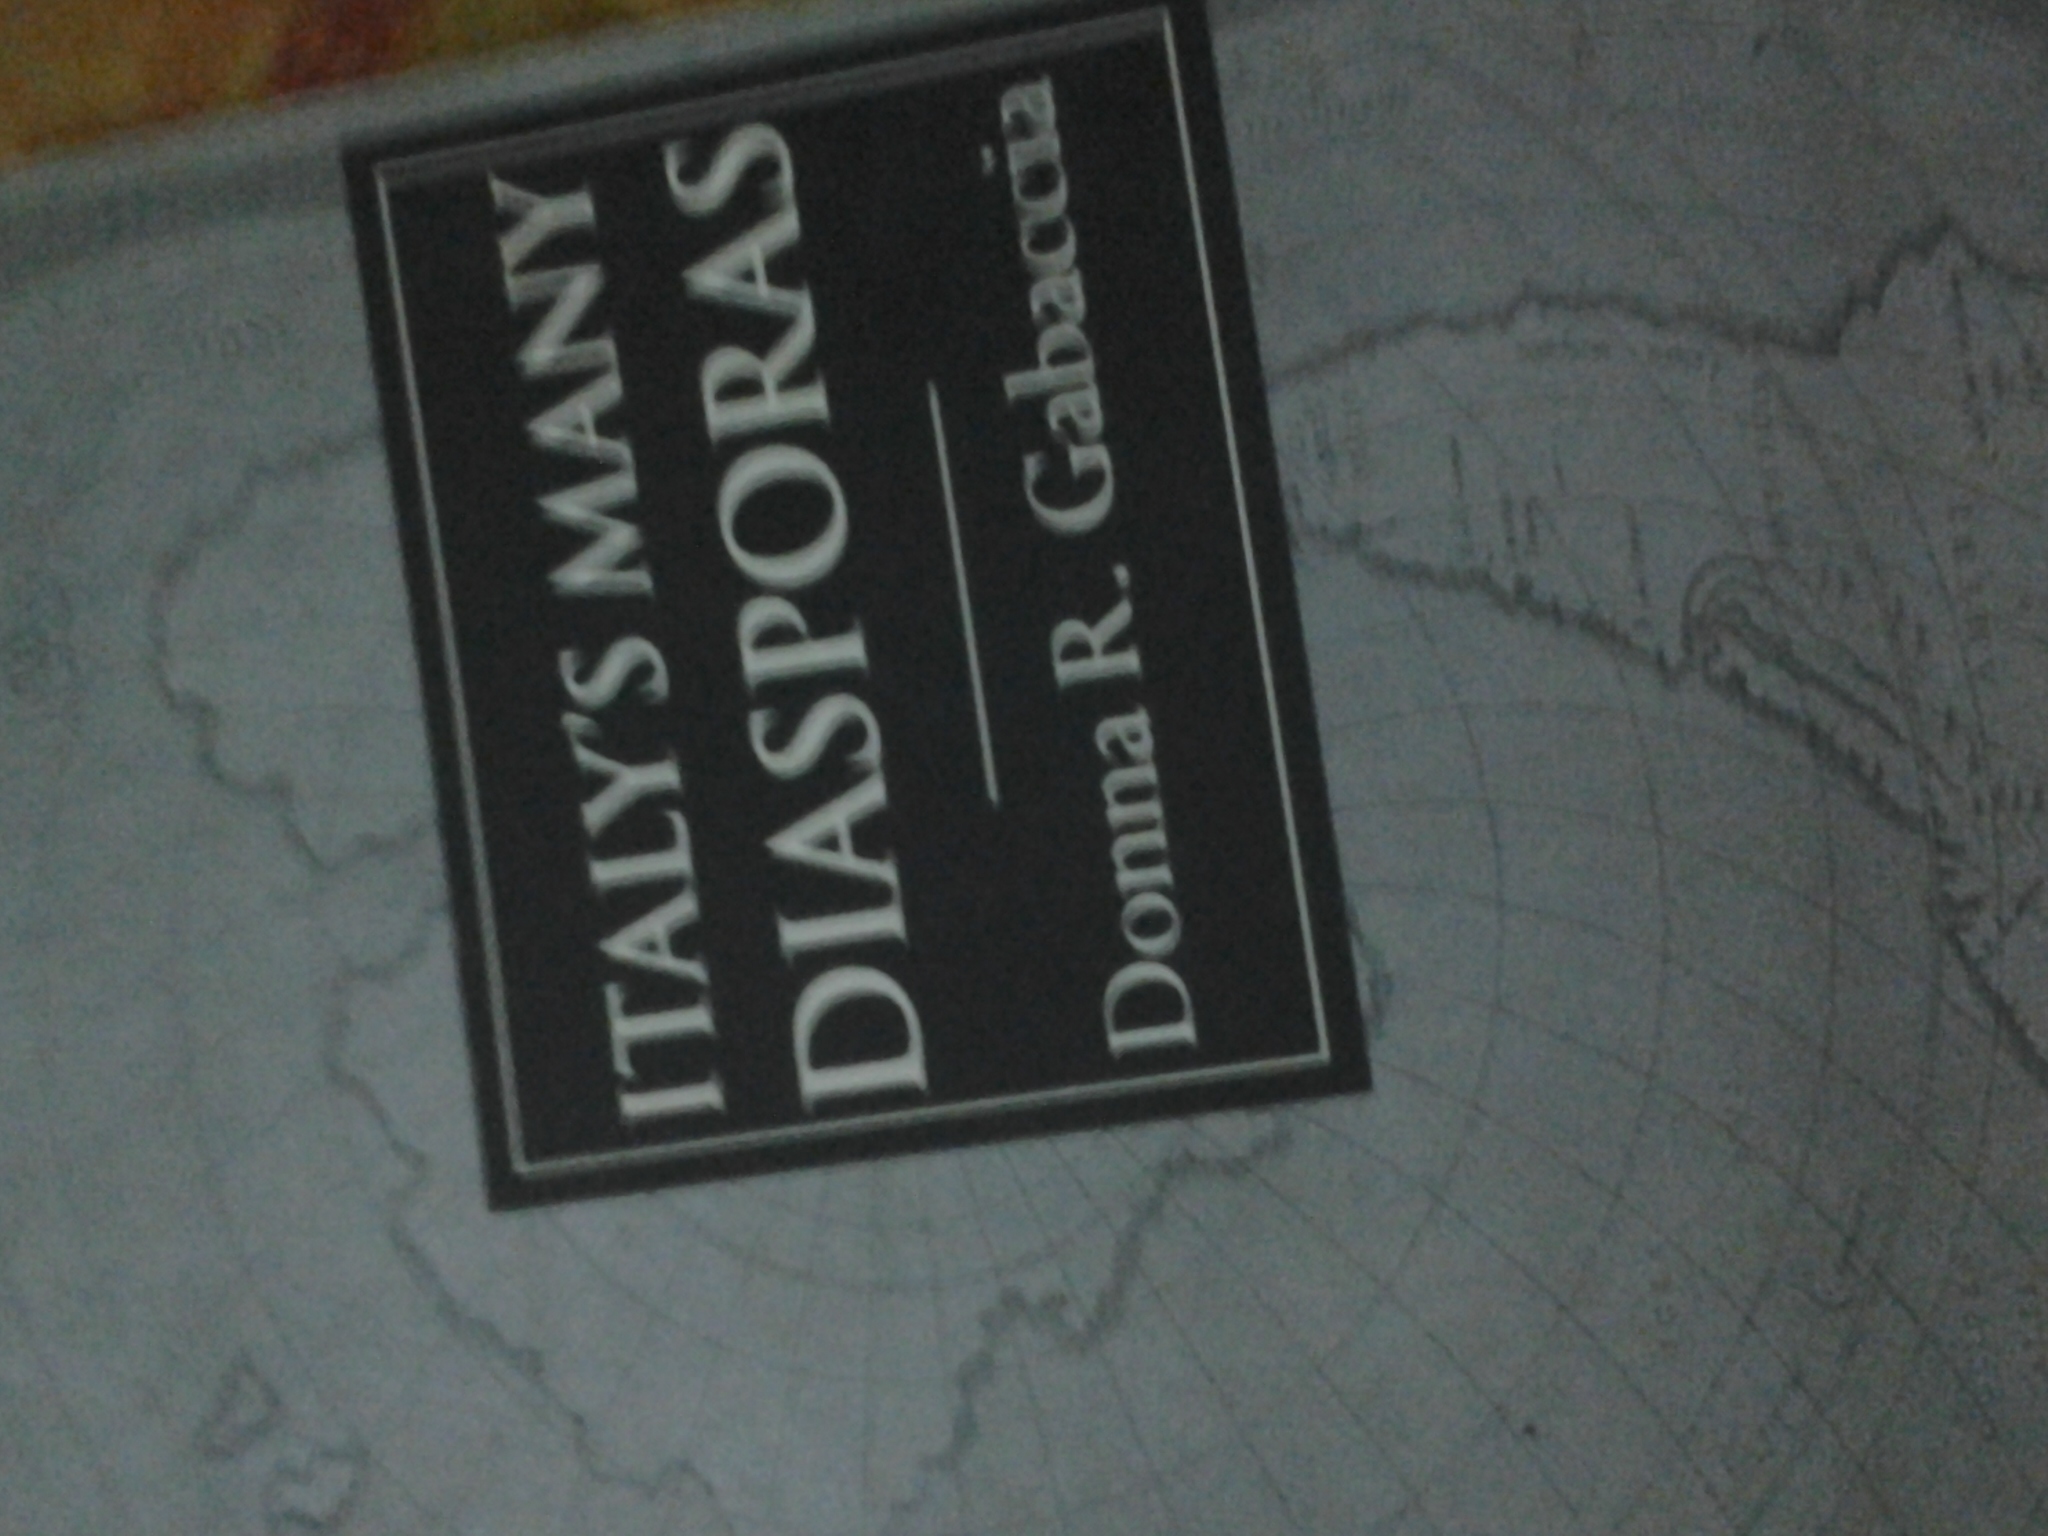 ITALY'S MANY
DIASPORAS
Donna R. Gabaccia